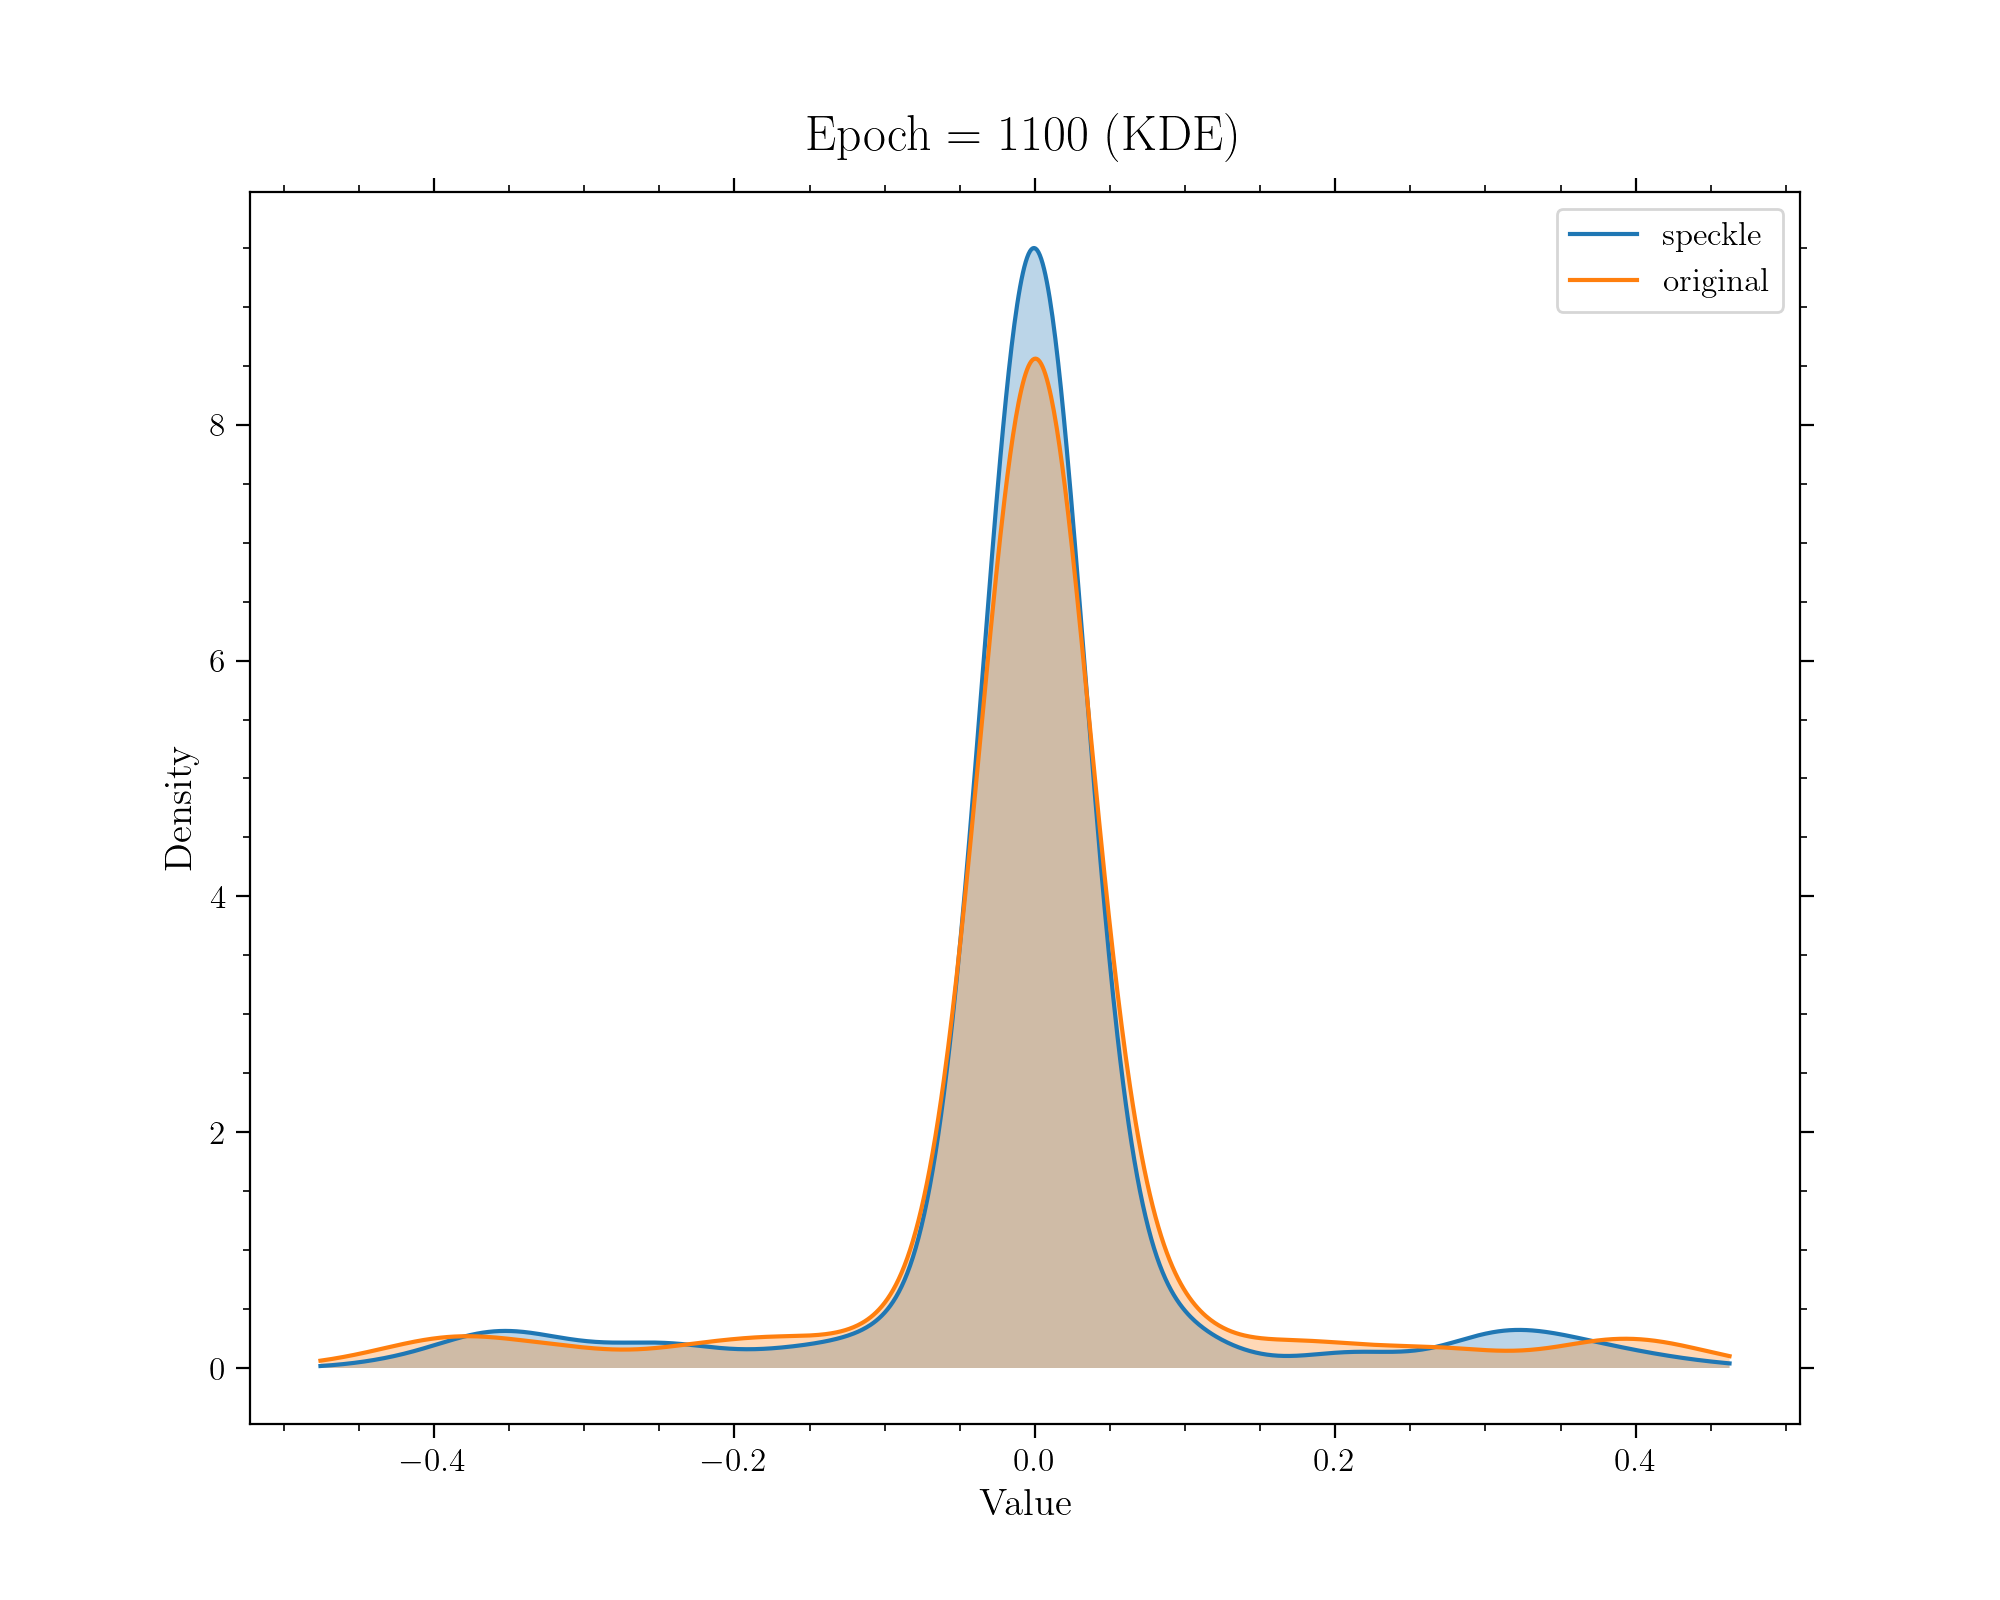 Epoch = 1100 (KDE)
speckle
original
Density
8
6
4
2
0
−0.4 −0.2 0.0 0.2 0.4
Value